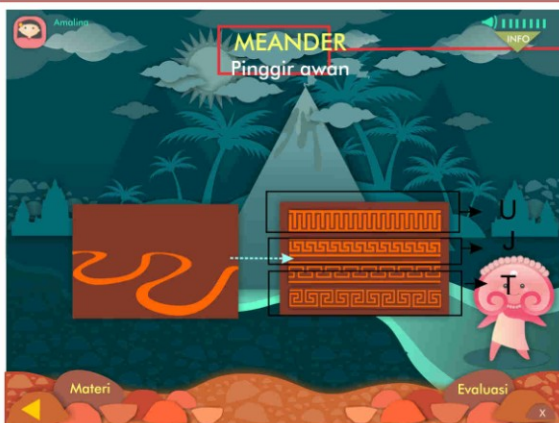 Amalina
MEANDER
Pinggir awan
INFO
U
J
T
Materi
Evaluasi
X